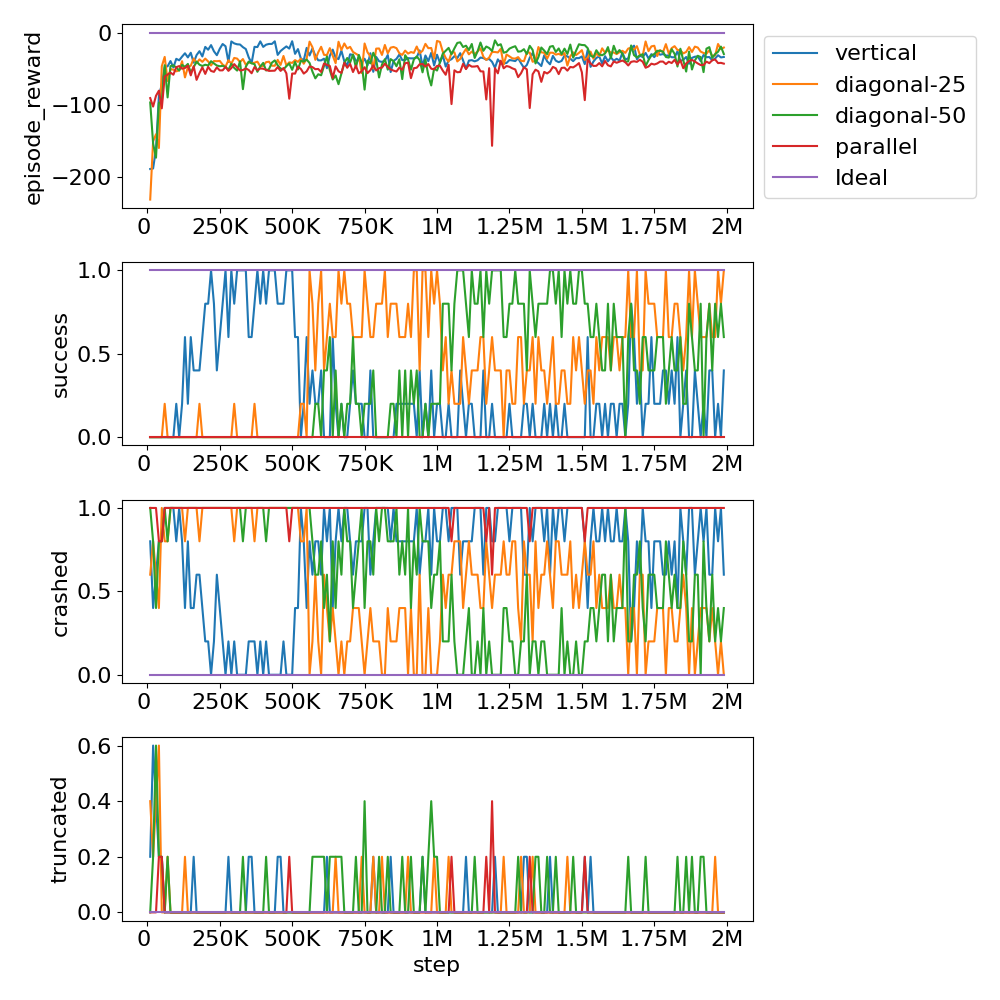 0
−100
−200
episode_reward
0 250K 500K 750K 1M 1.25M 1.5M 1.75M 2M
vertical
diagonal-25
diagonal-50
parallel
Ideal
1.0
0.5
0.0
success
0 250K 500K 750K 1M 1.25M 1.5M 1.75M 2M
1.0
0.5
0.0
crashed
0 250K 500K 750K 1M 1.25M 1.5M 1.75M 2M
0.6
0.4
0.2
0.0
truncated
0 250K 500K 750K 1M 1.25M 1.5M 1.75M 2M
step